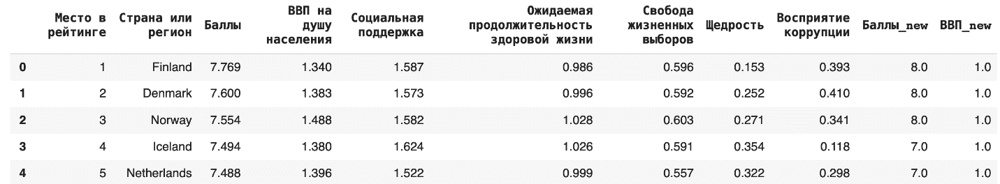 Место в рейтинге Страна или регион Баллы ВВП на душу населения Социальная поддержка Ожидаемая продолжительность здоровой жизни Свобода жизненных выборов Щедрость Восприятие коррупции Баллы_new ВВП_new
0 1 Finland 7.769 1.340 1.587 0.986 0.596 0.153 0.393 8.0 1.0
1 2 Denmark 7.600 1.383 1.573 0.996 0.592 0.252 0.410 8.0 1.0
2 3 Norway 7.554 1.488 1.582 1.028 0.603 0.271 0.341 8.0 1.0
3 4 Iceland 7.494 1.380 1.624 1.026 0.591 0.354 0.118 7.0 1.0
4 5 Netherlands 7.488 1.396 1.522 0.999 0.557 0.322 0.298 7.0 1.0